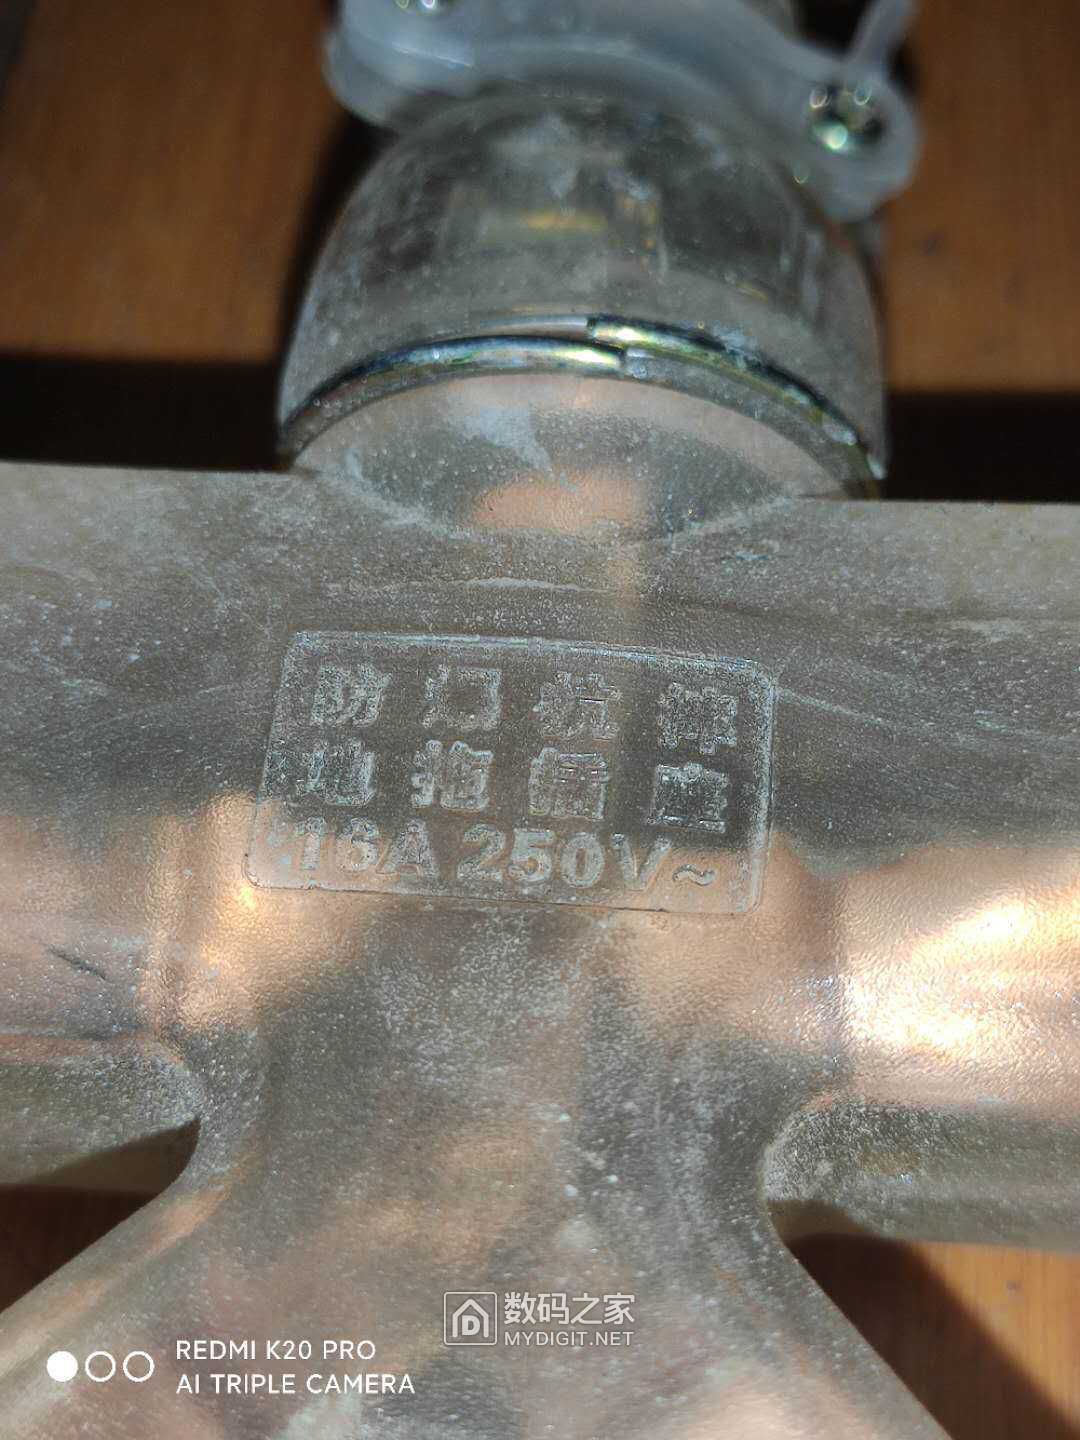 防爆抗摔
地拖插座
16A 250V~
数码之家
MYDIGIT.NET
REDMI K20 PRO
AI TRIPLE CAMERA